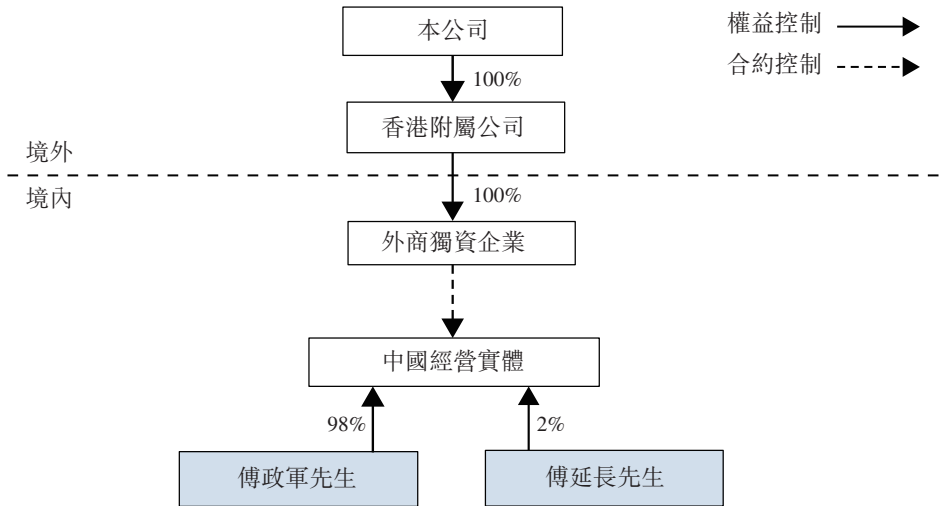 本公司
權益控制
合約控制
100%
香港附屬公司
境外
境內
100%
外商獨資企業
中國經營實體
98%
2%
傅政軍先生
傅延長先生